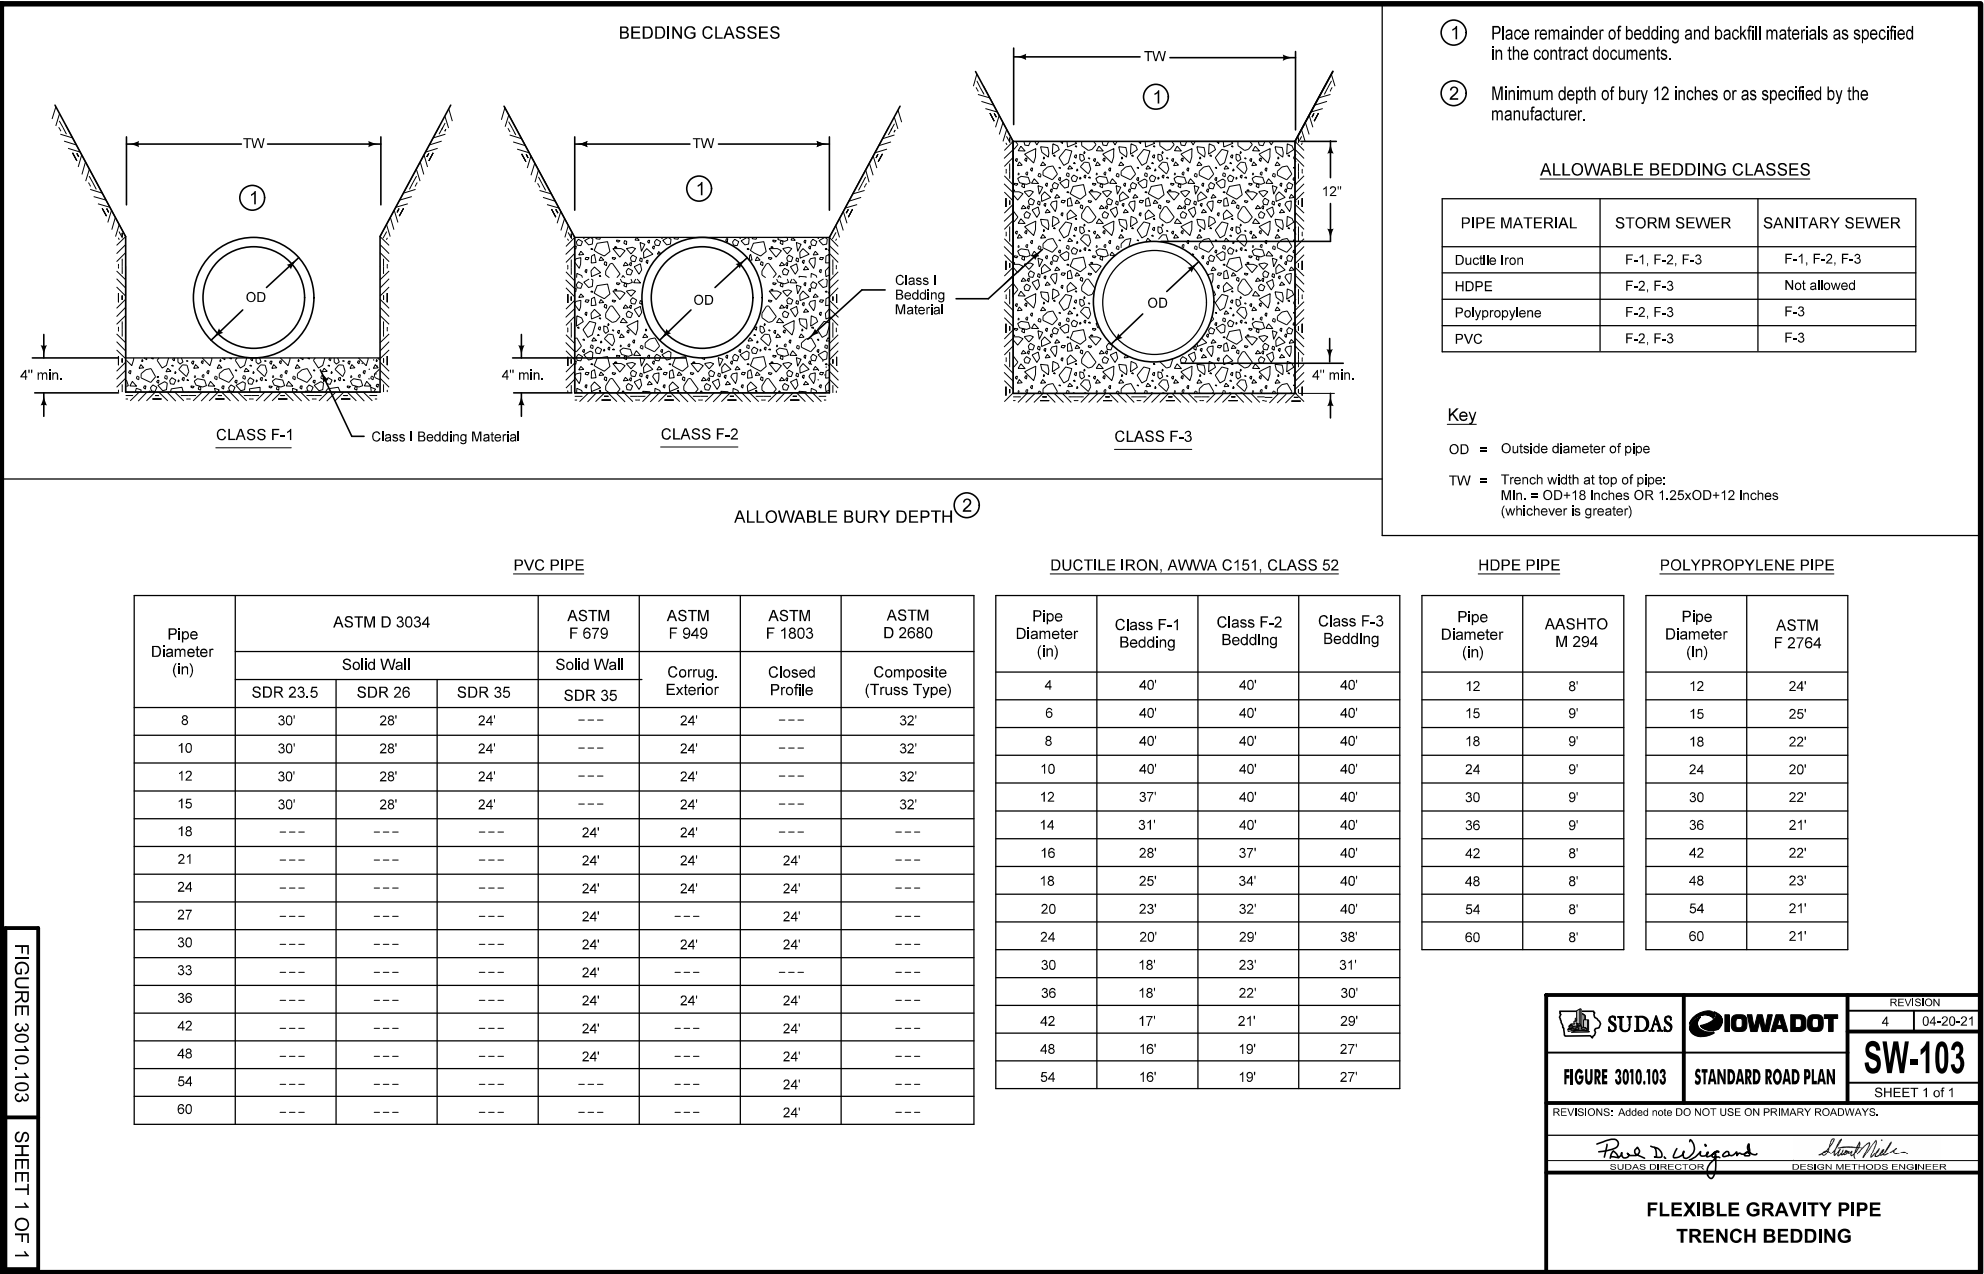 BEDDING CLASSES
TW
1
OD
4" min.
CLASS F-1
Class I Bedding Material
TW
1
OD
4" min.
CLASS F-2
Class I
Bedding
Material
TW
1
12"
OD
4" min.
CLASS F-3
1 Place remainder of bedding and backfill materials as specified
in the contract documents.
2 Minimum depth of bury 12 inches or as specified by the
manufacturer.
ALLOWABLE BEDDING CLASSES
PIPE MATERIAL STORM SEWER SANITARY SEWER
Ductile Iron F-1, F-2, F-3 F-1, F-2, F-3
HDPE F-2, F-3 Not allowed
Polypropylene F-2, F-3 F-3
PVC F-2, F-3 F-3
Key
OD = Outside diameter of pipe
TW = Trench width at top of pipe:
Min. = OD+18 Inches OR 1.25xOD+12 Inches
(whichever is greater)
ALLOWABLE BURY DEPTH 2
PVC PIPE
Pipe
Diameter
(in)
ASTM D 3034
ASTM
F 679
ASTM
F 949
ASTM
F 1803
ASTM
D 2680
Solid Wall
Solid Wall
Corrug.
Exterior
Closed
Profile
Composite
(Truss Type)
SDR 23.5 SDR 26 SDR 35 SDR 35
8 30' 28' 24' --- 24' --- 32'
10 30' 28' 24' --- 24' --- 32'
12 30' 28' 24' --- 24' --- 32'
15 30' 28' 24' --- 24' --- 32'
18 --- --- --- 24' 24' --- ---
21 --- --- --- 24' 24' 24' ---
24 --- --- --- 24' 24' 24' ---
27 --- --- --- 24' --- 24' ---
30 --- --- --- 24' 24' 24' ---
33 --- --- --- 24' --- --- ---
36 --- --- --- 24' 24' 24' ---
42 --- --- --- 24' --- 24' ---
48 --- --- --- 24' --- 24' ---
54 --- --- --- --- --- 24' ---
60 --- --- --- --- --- 24' ---
DUCTILE IRON, AWWA C151, CLASS 52
Pipe
Diameter
(in)
Class F-1
Bedding
Class F-2
Bedding
Class F-3
Bedding
4 40' 40' 40'
6 40' 40' 40'
8 40' 40' 40'
10 40' 40' 40'
12 37' 40' 40'
14 31' 40' 40'
16 28' 37' 40'
18 25' 34' 40'
20 23' 32' 40'
24 20' 29' 38'
30 18' 23' 31'
36 18' 22' 30'
42 17' 21' 29'
48 16' 19' 27'
54 16' 19' 27'
HDPE PIPE
Pipe
Diameter
(in)
AASHTO
M 294
12 8'
15 9'
18 9'
24 9'
30 9'
36 9'
42 8'
48 8'
54 8'
60 8'
POLYPROPYLENE PIPE
Pipe
Diameter
(In)
ASTM
F 2764
12 24'
15 25'
18 22'
24 20'
30 22'
36 21'
42 22'
48 23'
54 21'
60 21'
FIGURE 3010.103
SHEET 1 OF 1
SUDAS
IOWADOT
REVISION
4 04-20-21
SW-103
SHEET 1 of 1
FIGURE 3010.103
STANDARD ROAD PLAN
REVISIONS: Added note DO NOT USE ON PRIMARY ROADWAYS.
Paul D. Wiegand
SUDAS DIRECTOR
DESIGN METHODS ENGINEER
FLEXIBLE GRAVITY PIPE
TRENCH BEDDING